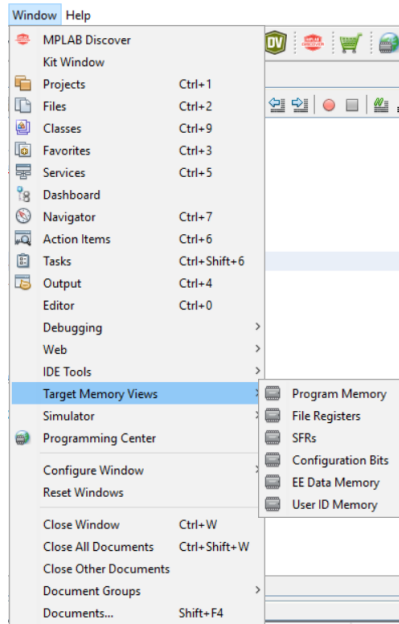 Window Help
MPLAB Discover
Kit Window
Projects Ctrl+1
Files Ctrl+2
Classes Ctrl+9
Favorites Ctrl+3
Services Ctrl+5
Dashboard
Navigator Ctrl+7
Action Items Ctrl+6
Tasks Ctrl+Shift+6
Output Ctrl+4
Editor Ctrl+0
Debugging
Web
IDE Tools
Target Memory Views
Simulator
Programming Center
Configure Window
Reset Windows
Close Window Ctrl+W
Close All Documents Ctrl+Shift+W
Close Other Documents
Document Groups
Documents... Shift+F4
Program Memory
File Registers
SFRs
Configuration Bits
EE Data Memory
User ID Memory
DV